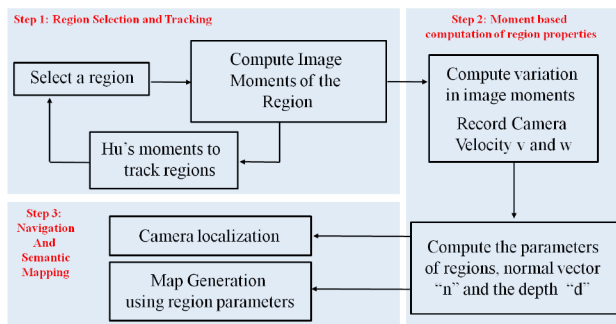 Step 1: Region Selection and Tracking
Select a region
Compute Image
Moments of the
Region
Hu's moments to
track regions
Step 2: Moment based
computation of region properties
Compute variation
in image moments
Record Camera
Velocity v and w
Compute the parameters
of regions, normal vector
"n" and the depth "d"
Step 3:
Navigation
And
Semantic
Mapping
Camera localization
Map Generation
using region parameters